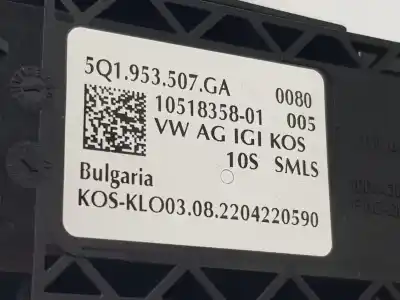 5Q1.953.507.GA 0080
10518358-01 005
VW AG IGI KOS
10S SMLS
Bulgaria
KOS-KLO03.08.2204220590